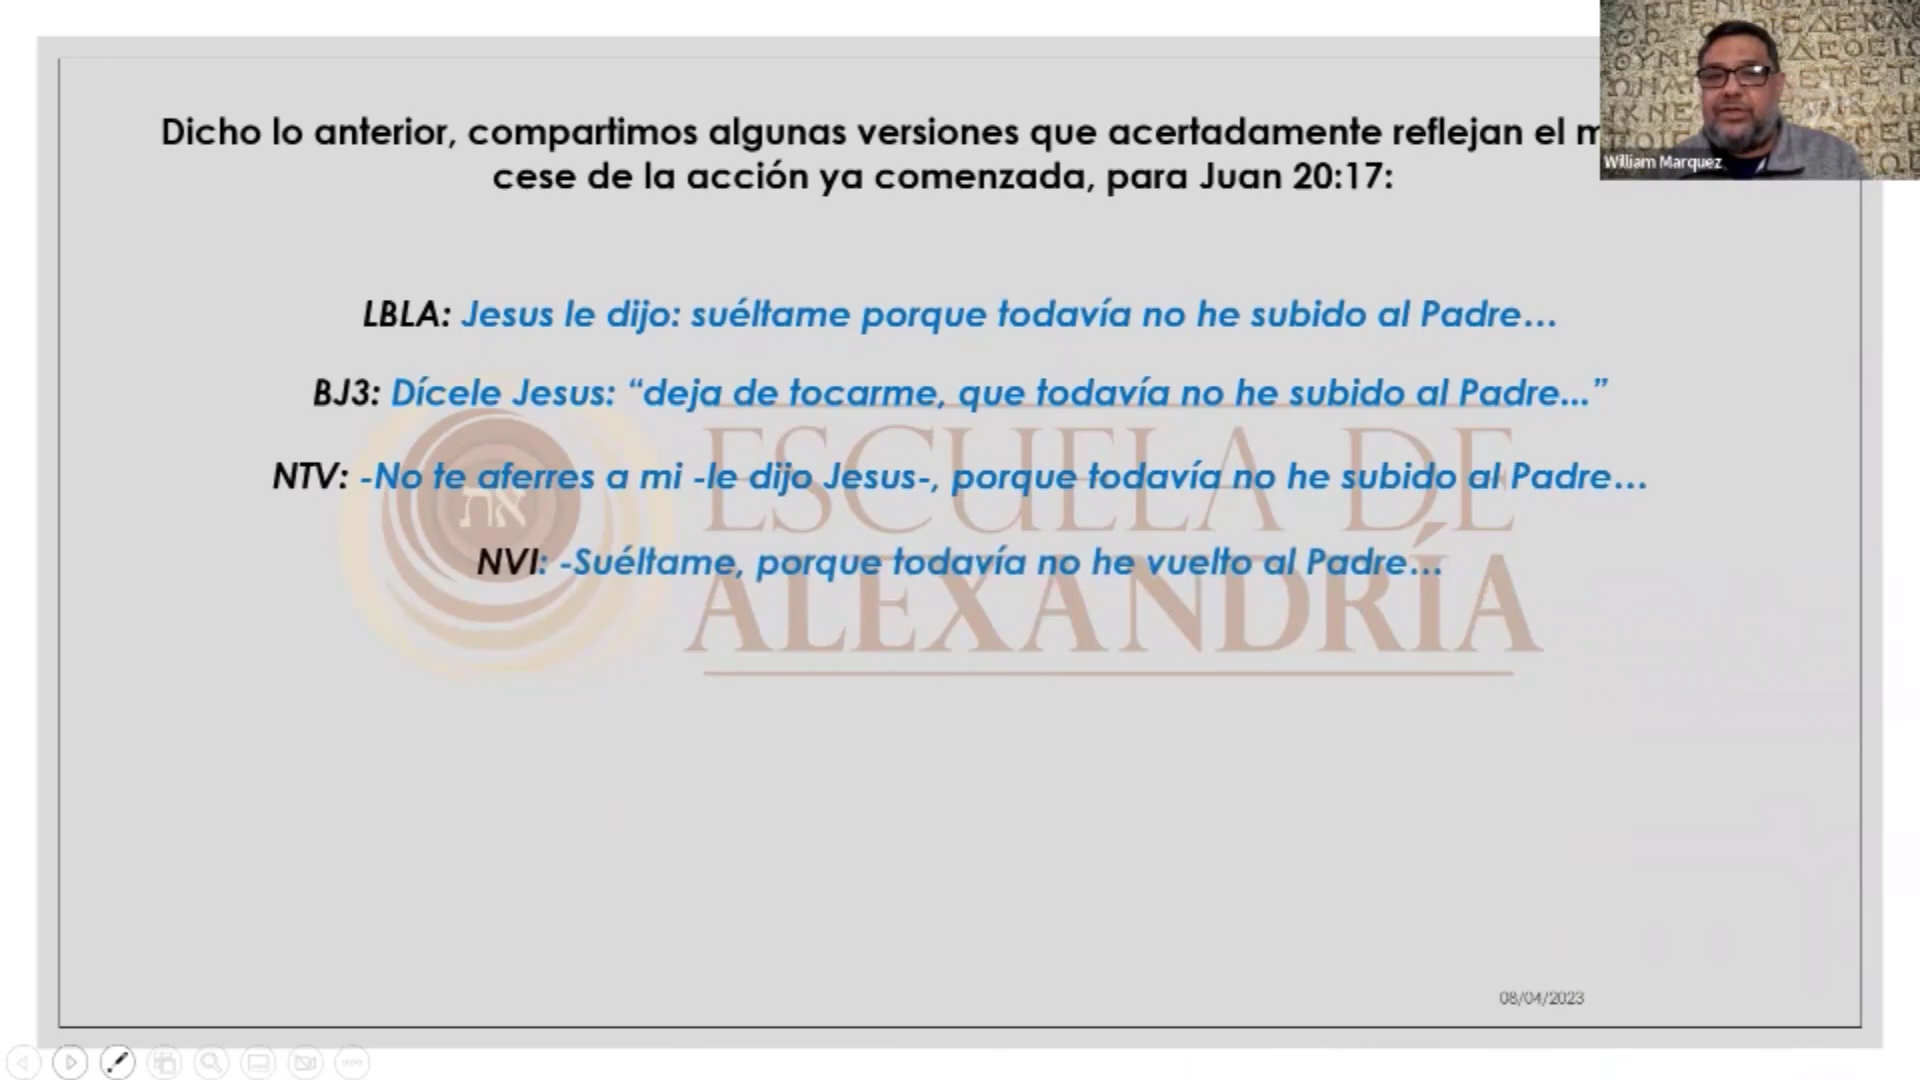 Dicho lo anterior, compartimos algunas versiones que acertadamente reflejan el
cese de la acción ya comenzada, para Juan 20:17:
William Marquez
LBLA: Jesus le dijo: suéltame porque todavía no he subido al Padre...
BJ3: Dícele Jesus: “deja de tocarme, que todavía no he subido al Padre...”
NTV: -No te aferres a mi -le dijo Jesus-, porque todavía no he subido al Padre...
NVI: -Suéltame, porque todavía no he vuelto al Padre...
את
ESCUELA DE
ALEXANDRÍA
08/04/2023